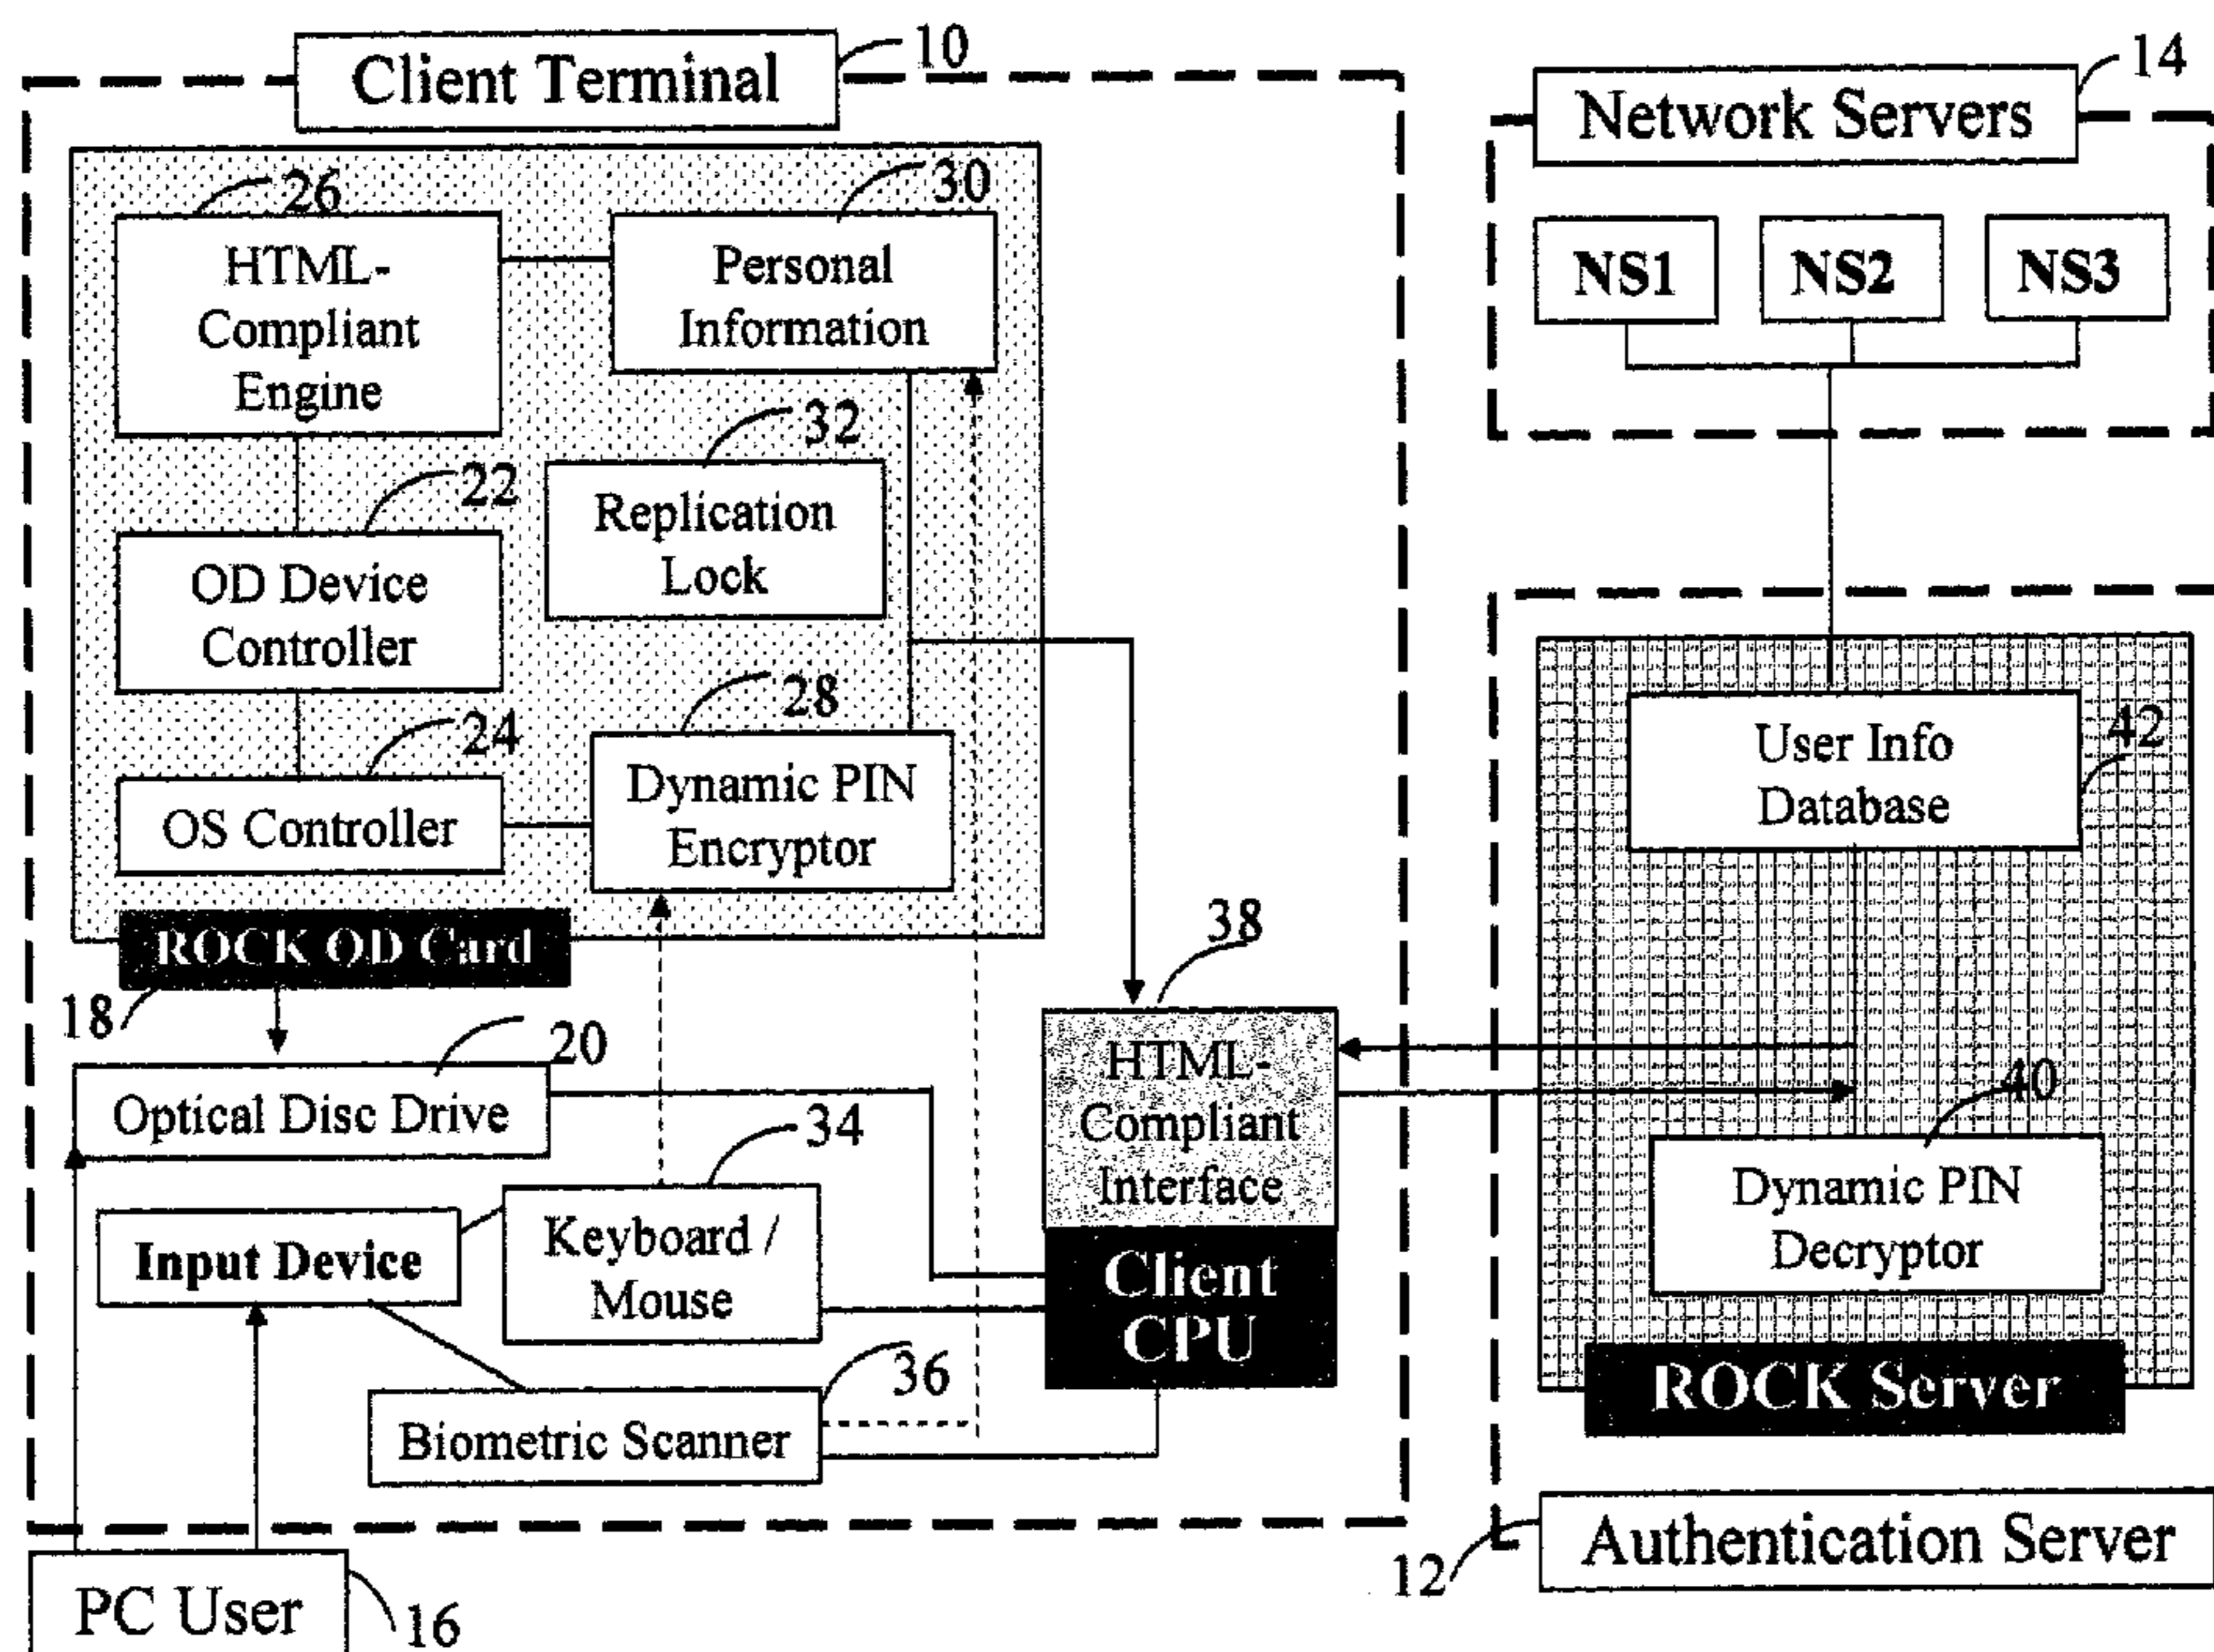 Client Terminal
10
26
HTML-
Compliant
Engine
30
Personal
Information
32
Replication
Lock
22
OD Device
Controller
28
Dynamic PIN
Encryptor
24
OS Controller
ROCK OD Card
18
20
Optical Disc Drive
34
Keyboard /
Mouse
Input Device
36
Biometric Scanner
38
HTML-
Compliant
Interface
Client
CPU
PC User
16
Network Servers
14
NS1
NS2
NS3
User Info
Database
42
40
Dynamic PIN
Decryptor
ROCK Server
12
Authentication Server